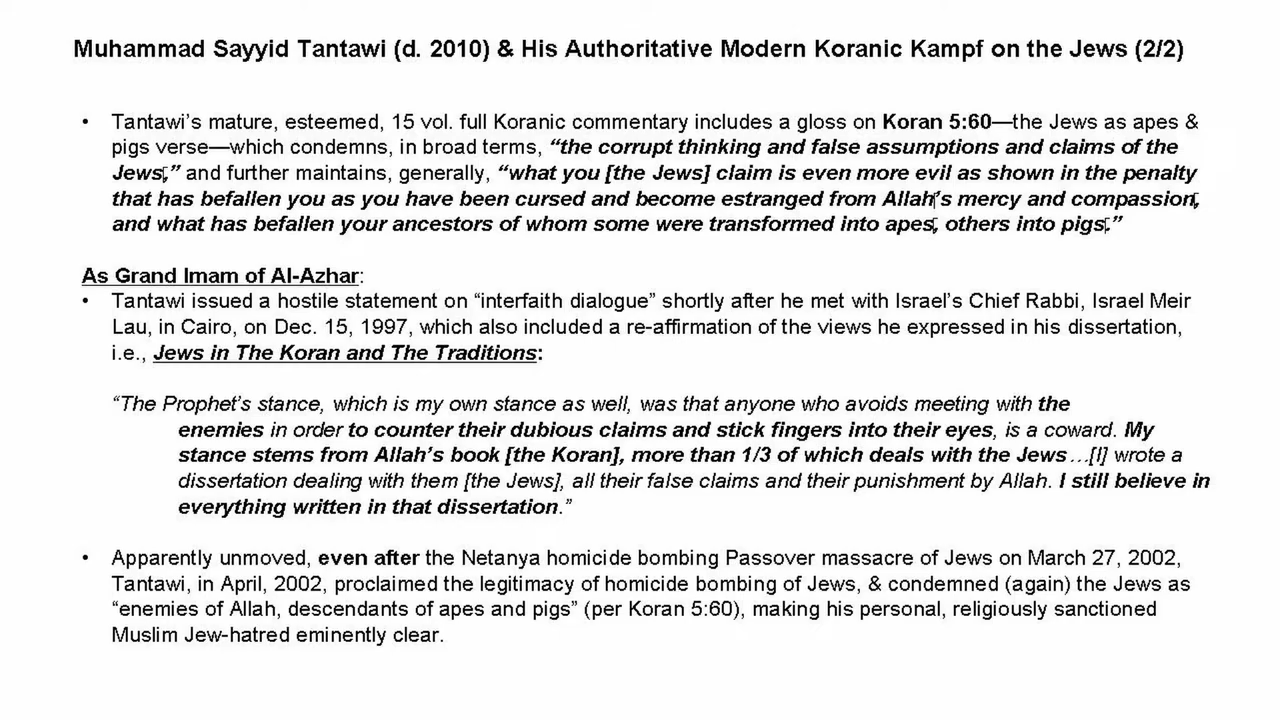 Muhammad Sayyid Tantawi (d. 2010) & His Authoritative Modern Koranic Kampf on the Jews (2/2)
• Tantawi’s mature, esteemed, 15 vol. full Koranic commentary includes a gloss on Koran 5:60—the Jews as apes &
pigs verse—which condemns, in broad terms, “the corrupt thinking and false assumptions and claims of the
Jews,” and further maintains, generally, “what you [the Jews] claim is even more evil as shown in the penalty
that has befallen you as you have been cursed and become estranged from Allah’s mercy and compassion,
and what has befallen your ancestors of whom some were transformed into apes, others into pigs.”
As Grand Imam of Al-Azhar:
• Tantawi issued a hostile statement on “interfaith dialogue” shortly after he met with Israel’s Chief Rabbi, Israel Meir
Lau, in Cairo, on Dec. 15, 1997, which also included a re-affirmation of the views he expressed in his dissertation,
i.e., Jews in The Koran and The Traditions:
“The Prophet’s stance, which is my own stance as well, was that anyone who avoids meeting with the
enemies in order to counter their dubious claims and stick fingers into their eyes, is a coward. My
stance stems from Allah’s book [the Koran], more than 1/3 of which deals with the Jews…[I] wrote a
dissertation dealing with them [the Jews], all their false claims and their punishment by Allah. I still believe in
everything written in that dissertation.”
• Apparently unmoved, even after the Netanya homicide bombing Passover massacre of Jews on March 27, 2002,
Tantawi, in April, 2002, proclaimed the legitimacy of homicide bombing of Jews, & condemned (again) the Jews as
“enemies of Allah, descendants of apes and pigs” (per Koran 5:60), making his personal, religiously sanctioned
Muslim Jew-hatred eminently clear.